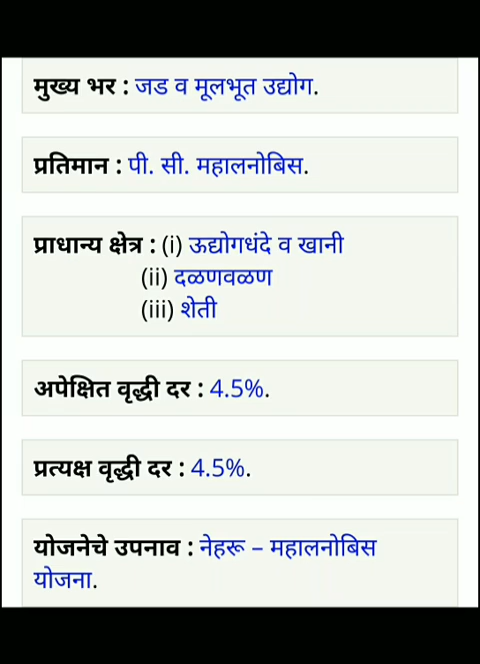 मुख्य भर : जड व मूलभूत उद्योग.
प्रतिमान : पी. सी. महालनोबिस.
प्राधान्य क्षेत्र : (i) ऊद्योगधंदे व खानी
(ii) दळणवळण
(iii) शेती
अपेक्षित वृद्धी दर : 4.5%.
प्रत्यक्ष वृद्धी दर : 4.5%.
योजनेचे उपनाव : नेहरू – महालनोबिस
योजना.